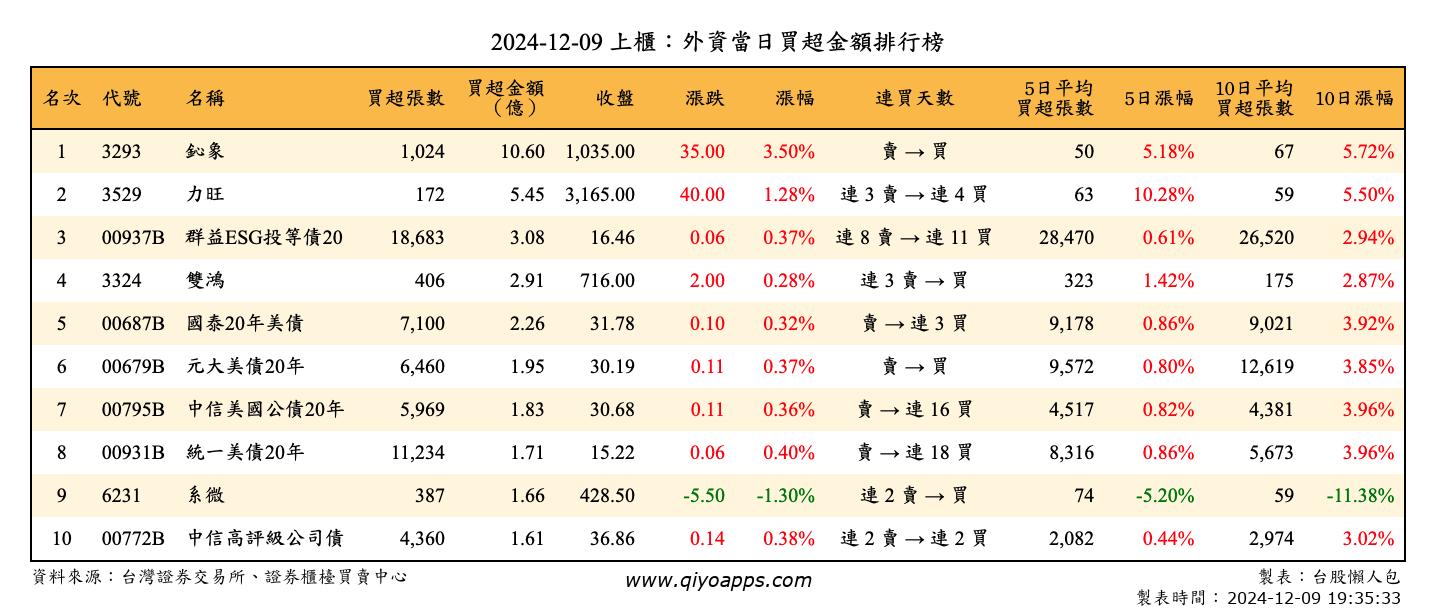 2024-12-09 上櫃：外資當日買超金額排行榜
名次 代號 名稱 買超張數 買超金額（億） 收盤 漲跌 漲幅 連買天數 5日平均買超張數 5日漲幅 10日平均買超張數 10日漲幅
1 3293 鈊象 1,024 10.60 1,035.00 35.00 3.50% 賣 → 買 50 5.18% 67 5.72%
2 3529 力旺 172 5.45 3,165.00 40.00 1.28% 連 3 賣 → 連 4 買 63 10.28% 59 5.50%
3 00937B 群益ESG投等債20 18,683 3.08 16.46 0.06 0.37% 連 8 賣 → 連 11 買 28,470 0.61% 26,520 2.94%
4 3324 雙鴻 406 2.91 716.00 2.00 0.28% 連 3 賣 → 買 323 1.42% 175 2.87%
5 00687B 國泰20年美債 7,100 2.26 31.78 0.10 0.32% 賣 → 連 3 買 9,178 0.86% 9,021 3.92%
6 00679B 元大美債20年 6,460 1.95 30.19 0.11 0.37% 賣 → 買 9,572 0.80% 12,619 3.85%
7 00795B 中信美國公債20年 5,969 1.83 30.68 0.11 0.36% 賣 → 連 16 買 4,517 0.82% 4,381 3.96%
8 00931B 統一美債20年 11,234 1.71 15.22 0.06 0.40% 賣 → 連 18 買 8,316 0.86% 5,673 3.96%
9 6231 系微 387 1.66 428.50 -5.50 -1.30% 連 2 賣 → 買 74 -5.20% 59 -11.38%
10 00772B 中信高評級公司債 4,360 1.61 36.86 0.14 0.38% 連 2 賣 → 連 2 買 2,082 0.44% 2,974 3.02%
資料來源：台灣證券交易所、證券櫃檯買賣中心 www.qiyoapps.com 製表：台股懶人包
製表時間：2024-12-09 19:35:33